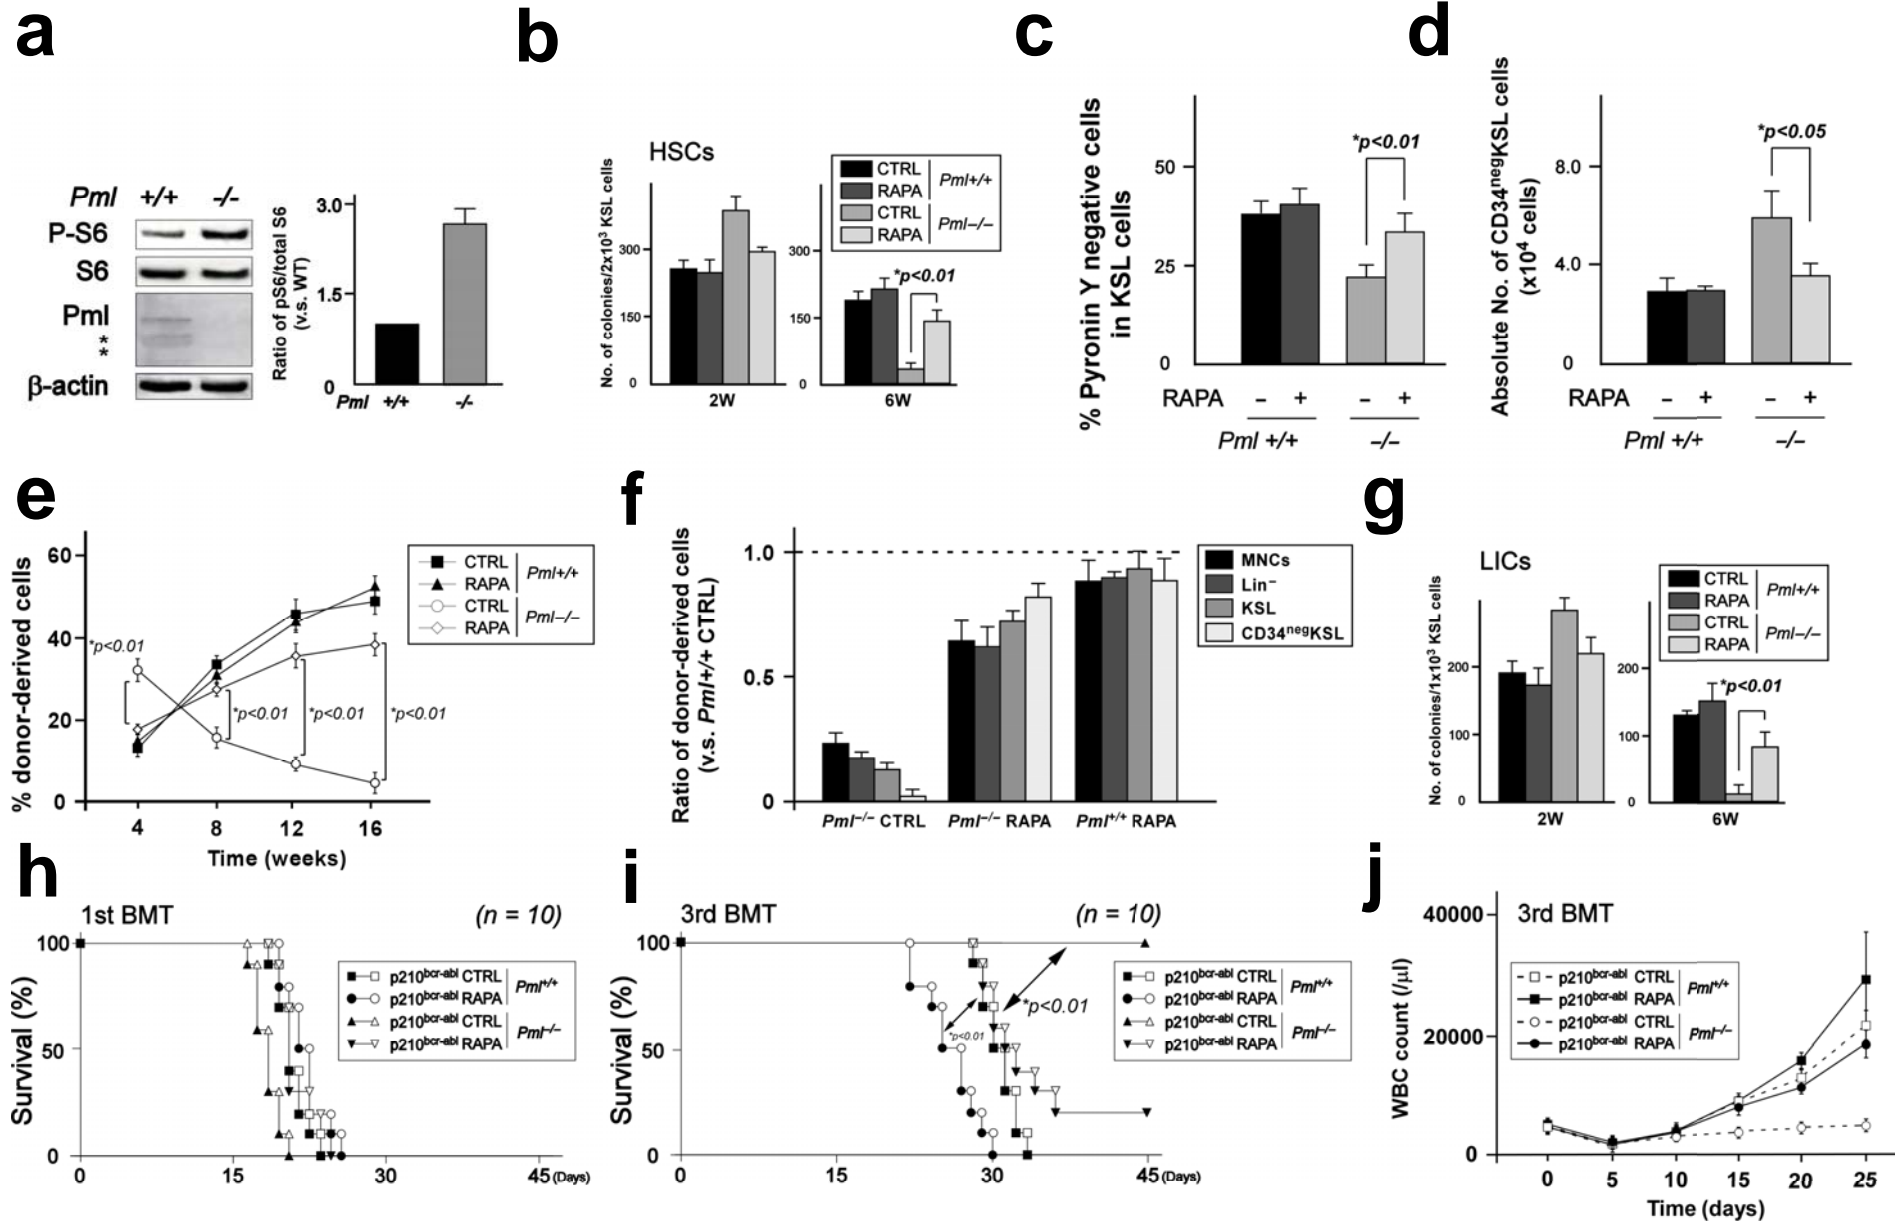 a
Pml +/+ -/-
P-S6
S6
Pml
*
*
β-actin
Ratio of pS6/total S6
(v.s. WT)
3.0
1.5
0
Pml +/+ -/-
b
HSCs
No. of colonies/2x10³ KSL cells
300
150
0
2W
CTRL
RAPA
Pml+/+
CTRL
RAPA
Pml–/–
300
150
0
*p<0.01
6W
c
% Pyronin Y negative cells
in KSL cells
50
25
0
*p<0.01
RAPA – + – +
Pml +/+ –/–
d
Absolute No. of CD34negKSL cells
(x10⁴ cells)
8.0
4.0
0
*p<0.05
RAPA – + – +
Pml +/+ –/–
e
% donor-derived cells
60
40
20
0
*p<0.01
*p<0.01
*p<0.01
*p<0.01
4 8 12 16
Time (weeks)
CTRL
RAPA
Pml+/+
CTRL
RAPA
Pml–/–
f
Ratio of donor-derived cells
(v.s. Pml+/+ CTRL)
1.0
0.5
0
Pml–/– CTRL Pml–/– RAPA Pml+/+ RAPA
MNCs
Lin–
KSL
CD34negKSL
g
LICs
No. of colonies/1x10³ KSL cells
200
100
0
2W
CTRL
RAPA
Pml+/+
CTRL
RAPA
Pml–/–
200
100
0
*p<0.01
6W
h
1st BMT (n = 10)
Survival (%)
100
50
0
0 15 30 45 (Days)
p210bcr-abl CTRL
p210bcr-abl RAPA
Pml+/+
p210bcr-abl CTRL
p210bcr-abl RAPA
Pml–/–
i
3rd BMT (n = 10)
Survival (%)
100
50
0
0 15 30 45 (Days)
*p<0.01
*p<0.01
p210bcr-abl CTRL
p210bcr-abl RAPA
Pml+/+
p210bcr-abl CTRL
p210bcr-abl RAPA
Pml–/–
j
3rd BMT
WBC count (/µl)
40000
20000
0
p210bcr-abl CTRL
p210bcr-abl RAPA
Pml+/+
p210bcr-abl CTRL
p210bcr-abl RAPA
Pml–/–
0 5 10 15 20 25
Time (days)